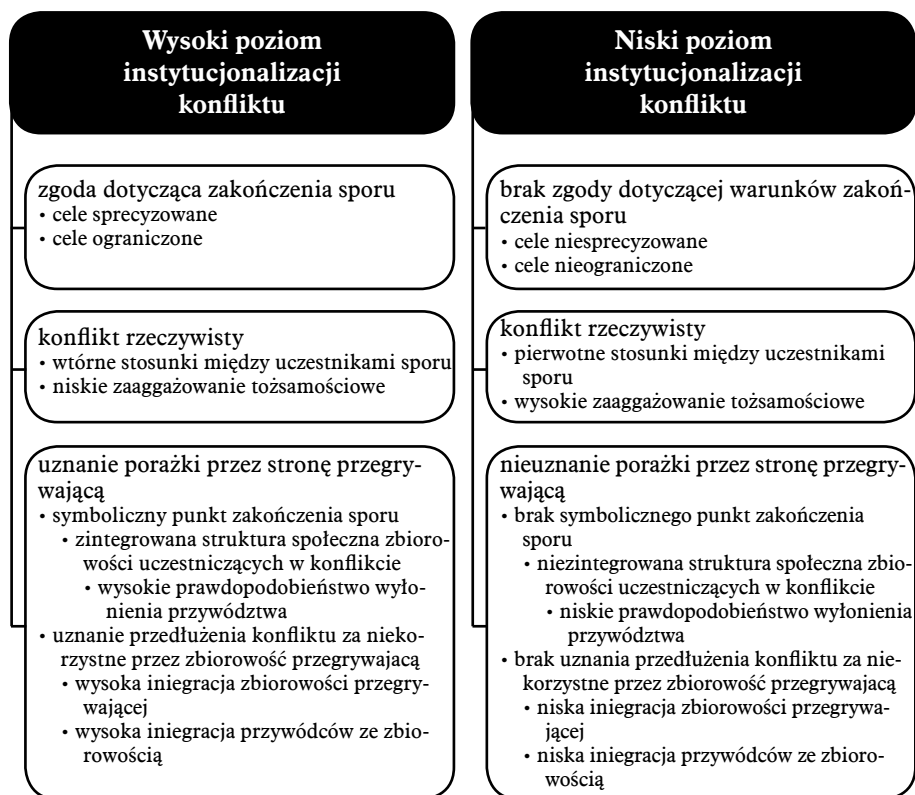 Wysoki poziom
instytucjonalizacji
konfliktu
zgoda dotycząca zakończenia sporu
• cele sprecyzowane
• cele ograniczone
konflikt rzeczywisty
• wtórne stosunki między uczestnikami sporu
• niskie zaaggażowanie tożsamościowe
uznanie porażki przez stronę przegry-
wającą
• symboliczny punkt zakończenia sporu
• zintegrowana struktura społeczna zbioro-
wości uczestniczących w konflikcie
• wysokie prawdopodobieństwo wyło-
nienia przywództwa
• uznanie przedłużenia konfliktu za nieko-
rzystne przez zbiorowość przegrywajacą
• wysoka iniegracja zbiorowości przegry-
wającej
• wysoka iniegracja przywódców ze zbio-
rowością
Niski poziom
instytucjonalizacji
konfliktu
brak zgody dotyczącej warunków zakoń-
czenia sporu
• cele niesprecyzowane
• cele nieograniczone
konflikt rzeczywisty
• pierwotne stosunki między uczestnikami
sporu
• wysokie zaaggażowanie tożsamościowe
nieuznanie porażki przez stronę przegry-
wającą
• brak symbolicznego punkt zakończenia
sporu
• niezintegrowana struktura społeczna zbio-
rowości uczestniczących w konflikcie
• niskie prawdopodobieństwo wyłonienia
przywództwa
• brak uznania przedłużenia konfliktu za nie-
korzystne przez zbiorowość przegrywajacą
• niska iniegracja zbiorowości przegrywa-
jącej
• niska iniegracja przywódców ze zbioro-
wością